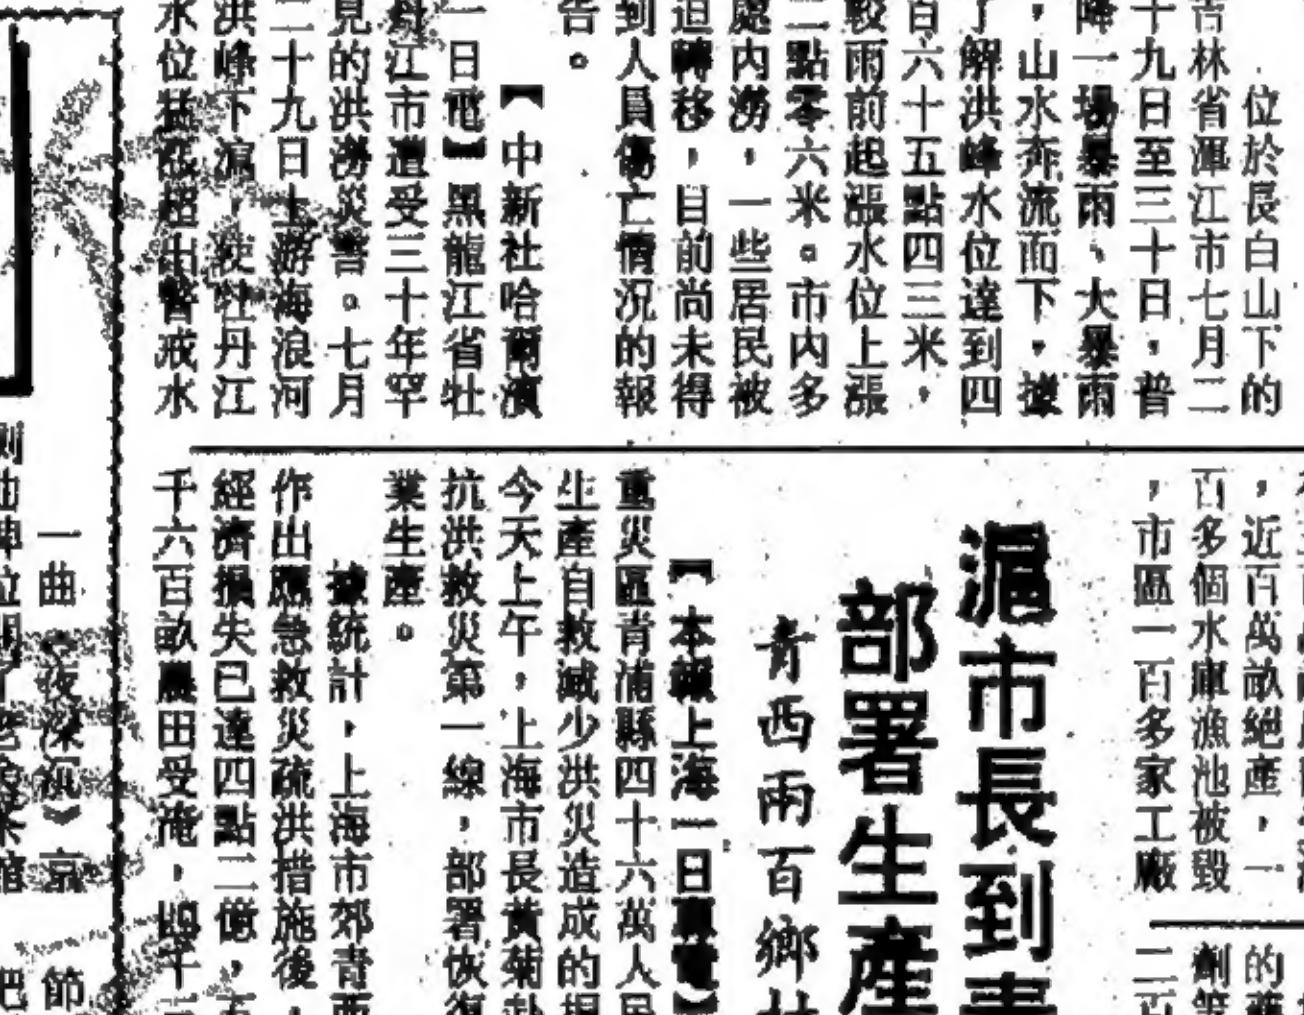 位於長白山下的
吉林省渾江市七月二
十九日至三十日,普
降一場暴雨、大暴雨
,山水奔流而下,據
了解洪峰水位達到四
百六十五點四三米,
較雨前起漲水位上漲
二點零六米。市內多
處內澇,一些居民被
迫轉移,目前尚未得
到人員傷亡情況的報
告。
【中新社哈爾濱
一日電】黑龍江省牡
丹江市遭受三十年罕
見的洪澇災害。七月
二十九日上游海浪河
洪峰下瀉,使牡丹江
水位猛漲超出警戒水
,近百萬畝絕產,一
百多個水庫漁池被毀
,市區一百多家工廠
的
二百
滬市長到青
部署生產
青西兩百鄉村
【本報上海一日專電】
重災區青浦縣四十六萬人民
生產自救減少洪災造成的損
今天上午,上海市長黃菊赴
抗洪救災第一線,部署恢復
業生產。
據統計,上海市郊青西
作出應急救災疏洪措施後,
經濟損失已達四點二億,五
千六百畝農田受淹,四千
一曲《夜深沉》京
節